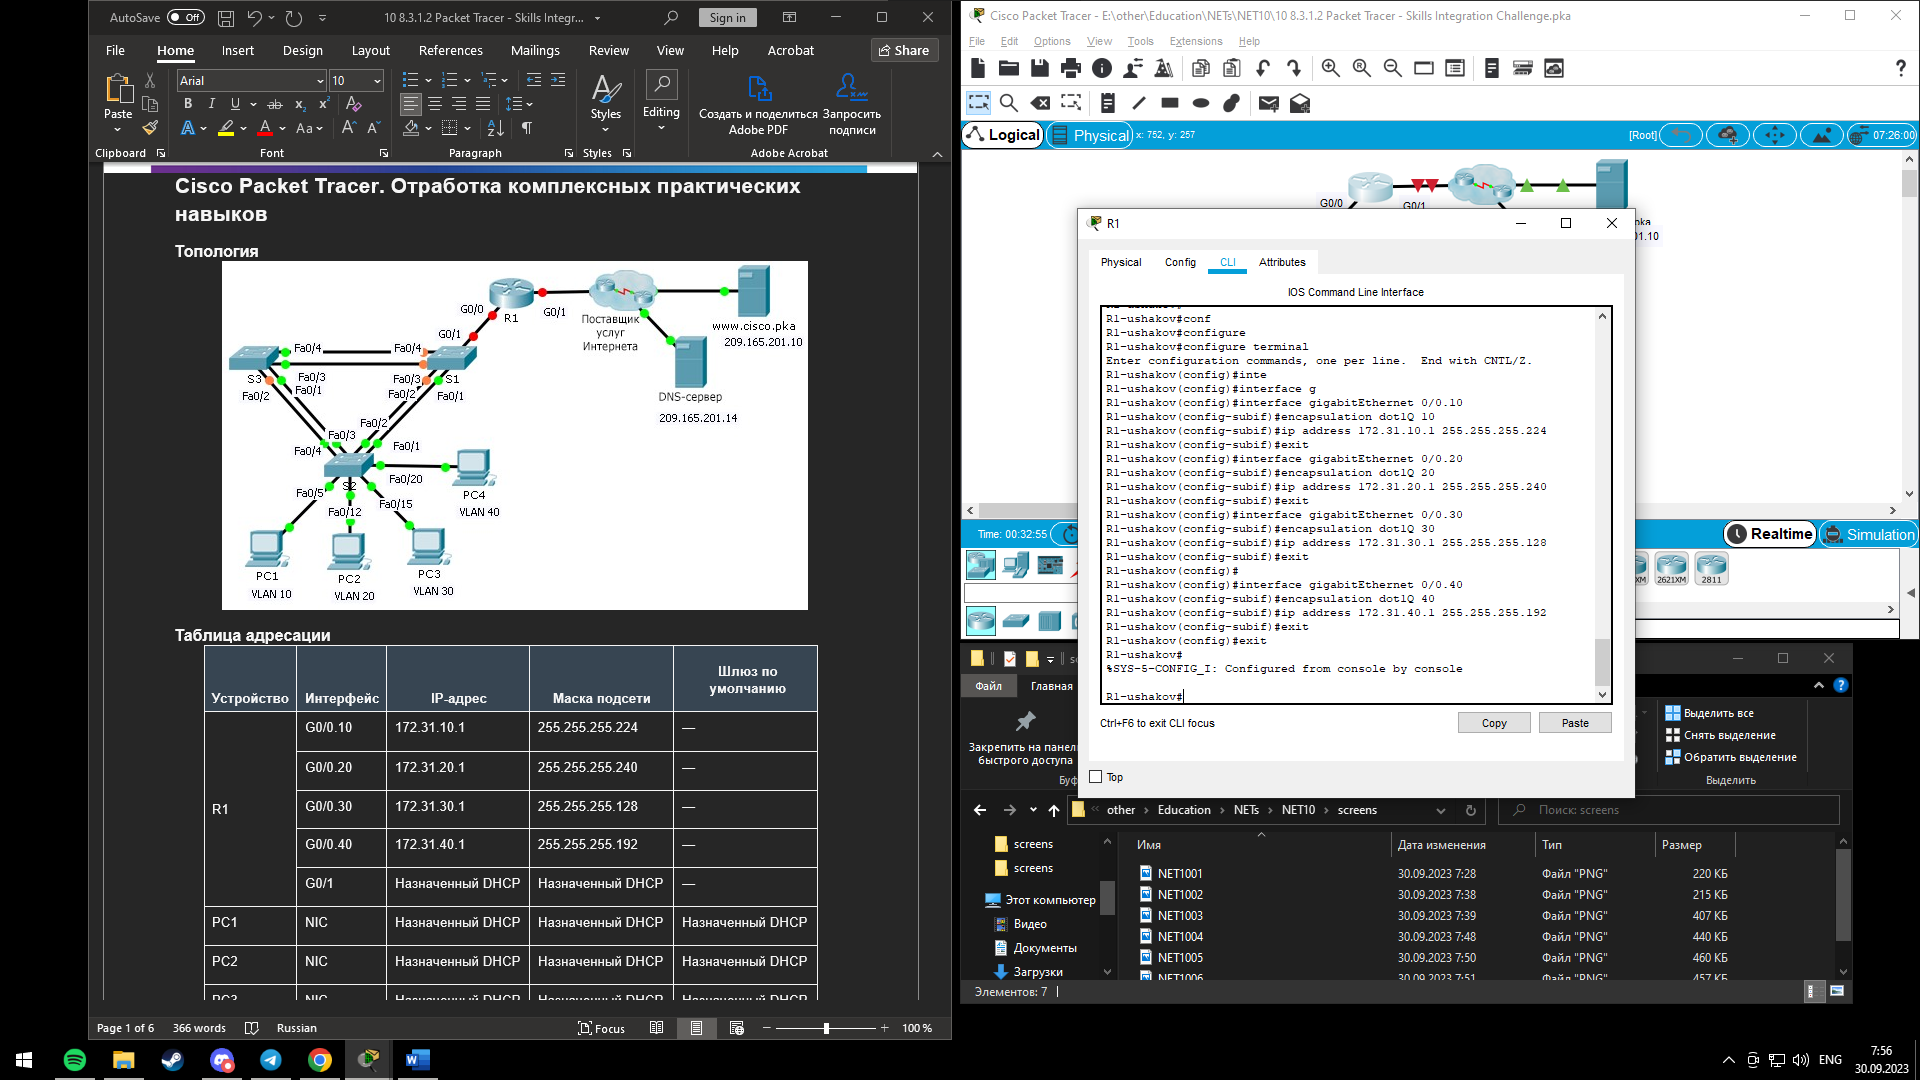 AutoSave Off
10 8.3.1.2 Packet Tracer - Skills Integr...
Sign in
File Home Insert Design Layout References Mailings Review View Help Acrobat Share
Paste
Clipboard
Arial 10
Font
Paragraph
Styles
Styles
Editing
Создать и поделиться Adobe PDF
Запросить подписи
Adobe Acrobat
Cisco Packet Tracer. Отработка комплексных практических
навыков
Топология
G0/0
R1
G0/1
G0/1
Поставщик
услуг
Интернета
www.cisco.pka
209.165.201.10
DNS-сервер
209.165.201.14
Fa0/4
Fa0/4
S3
Fa0/3
Fa0/1
Fa0/2
Fa0/3
S1
Fa0/2
Fa0/1
Fa0/2
Fa0/3
Fa0/4
Fa0/1
S2
Fa0/20
Fa0/5
Fa0/12
Fa0/15
PC4
VLAN 40
PC1
VLAN 10
PC2
VLAN 20
PC3
VLAN 30
Таблица адресации
Устройство Интерфейс IP-адрес Маска подсети Шлюз по умолчанию
R1
G0/0.10 172.31.10.1 255.255.255.224 —
G0/0.20 172.31.20.1 255.255.255.240 —
G0/0.30 172.31.30.1 255.255.255.128 —
G0/0.40 172.31.40.1 255.255.255.192 —
G0/1 Назначенный DHCP Назначенный DHCP —
PC1 NIC Назначенный DHCP Назначенный DHCP Назначенный DHCP
PC2 NIC Назначенный DHCP Назначенный DHCP Назначенный DHCP
PC3 NIC Назначенный DHCP Назначенный DHCP Назначенный DHCP
Page 1 of 6 366 words Russian Focus 100 %
Cisco Packet Tracer - E:\other\Education\NETs\NET10\10 8.3.1.2 Packet Tracer - Skills Integration Challenge.pka
File Edit Options View Tools Extensions Help
Logical Physical x: 752, y: 257 [Root] 07:26:00
G0/0
G0/1
R1
Physical Config CLI Attributes
IOS Command Line Interface
R1-ushakov#conf
R1-ushakov#configure
R1-ushakov#configure terminal
Enter configuration commands, one per line. End with CNTL/Z.
R1-ushakov(config)#inte
R1-ushakov(config)#interface g
R1-ushakov(config)#interface gigabitEthernet 0/0.10
R1-ushakov(config-subif)#encapsulation dot1Q 10
R1-ushakov(config-subif)#ip address 172.31.10.1 255.255.255.224
R1-ushakov(config-subif)#exit
R1-ushakov(config)#interface gigabitEthernet 0/0.20
R1-ushakov(config-subif)#encapsulation dot1Q 20
R1-ushakov(config-subif)#ip address 172.31.20.1 255.255.255.240
R1-ushakov(config-subif)#exit
R1-ushakov(config)#interface gigabitEthernet 0/0.30
R1-ushakov(config-subif)#encapsulation dot1Q 30
R1-ushakov(config-subif)#ip address 172.31.30.1 255.255.255.128
R1-ushakov(config-subif)#exit
R1-ushakov(config)#
R1-ushakov(config)#interface gigabitEthernet 0/0.40
R1-ushakov(config-subif)#encapsulation dot1Q 40
R1-ushakov(config-subif)#ip address 172.31.40.1 255.255.255.192
R1-ushakov(config-subif)#exit
R1-ushakov(config)#exit
R1-ushakov#
%SYS-5-CONFIG_I: Configured from console by console
R1-ushakov#
Ctrl+F6 to exit CLI focus
Copy
Paste
Top
Time: 00:32:55
Realtime Simulation
2621XM
2811
Файл Главная
Закрепить на панел
быстрого доступа
Буф
Выделить все
Снять выделение
Обратить выделение
Выделить
other Education NETs NET10 screens
Поиск: screens
screens
screens
Этот компьютер
Видео
Документы
Загрузки
Имя Дата изменения Тип Размер
NET1001 30.09.2023 7:28 Файл "PNG" 220 КБ
NET1002 30.09.2023 7:38 Файл "PNG" 215 КБ
NET1003 30.09.2023 7:39 Файл "PNG" 407 КБ
NET1004 30.09.2023 7:48 Файл "PNG" 440 КБ
NET1005 30.09.2023 7:50 Файл "PNG" 460 КБ
NET1006 30.09.2023 7:51 Файл "PNG" 457 КБ
Элементов: 7
ENG
7:56
30.09.2023